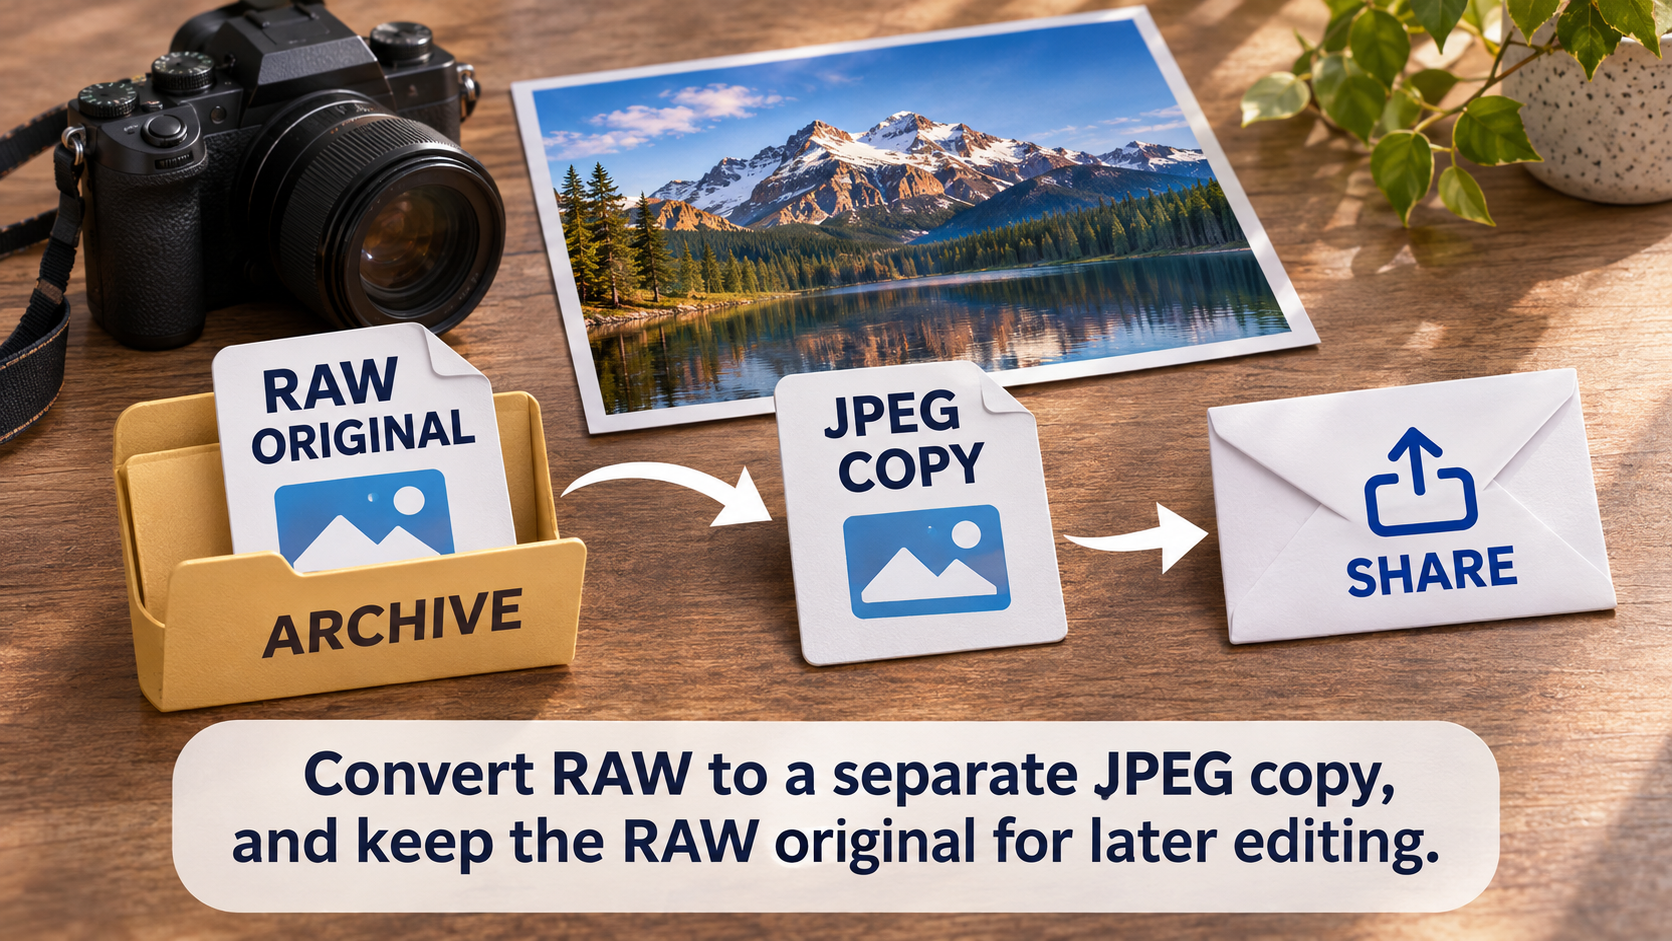 RAW
ORIGINAL
ARCHIVE
JPEG
COPY
SHARE
Convert RAW to a separate JPEG copy,
and keep the RAW original for later editing.